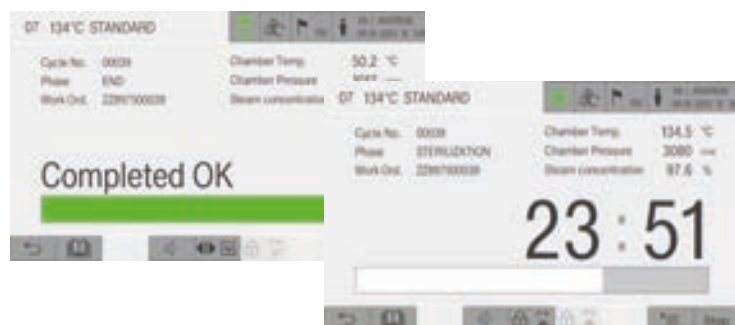 07 134°C STANDARD
Cycle No. 00039
Phase END
Work Ord.
Chamber Temp. 50.2 °C
Chamber Pressure
Steam concentration
Completed OK
07 134°C STANDARD
Cycle No. 00039
Phase STERILIZATION
Work Ord.
Chamber Temp. 134.5 °C
Chamber Pressure 3080
Steam concentration 97.6 %
23:51
Stop